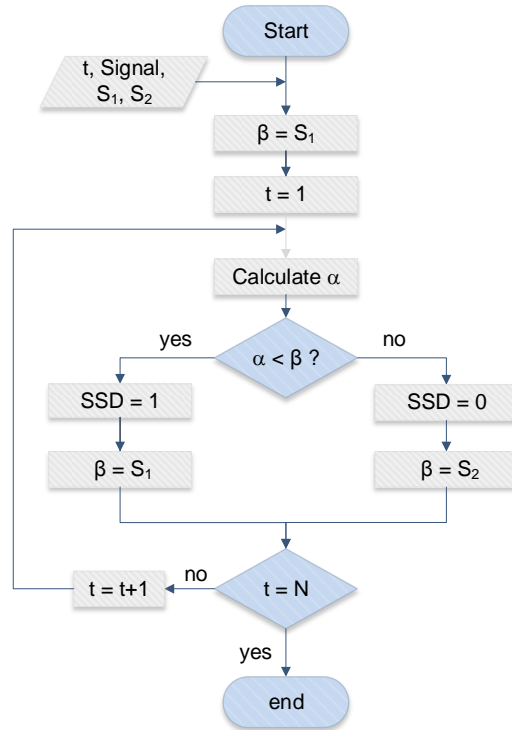 Start
t, Signal,
S₁, S₂
β = S₁
t = 1
Calculate α
α < β ?
yes
no
SSD = 1
SSD = 0
β = S₁
β = S₂
t = N
no
t = t+1
yes
end